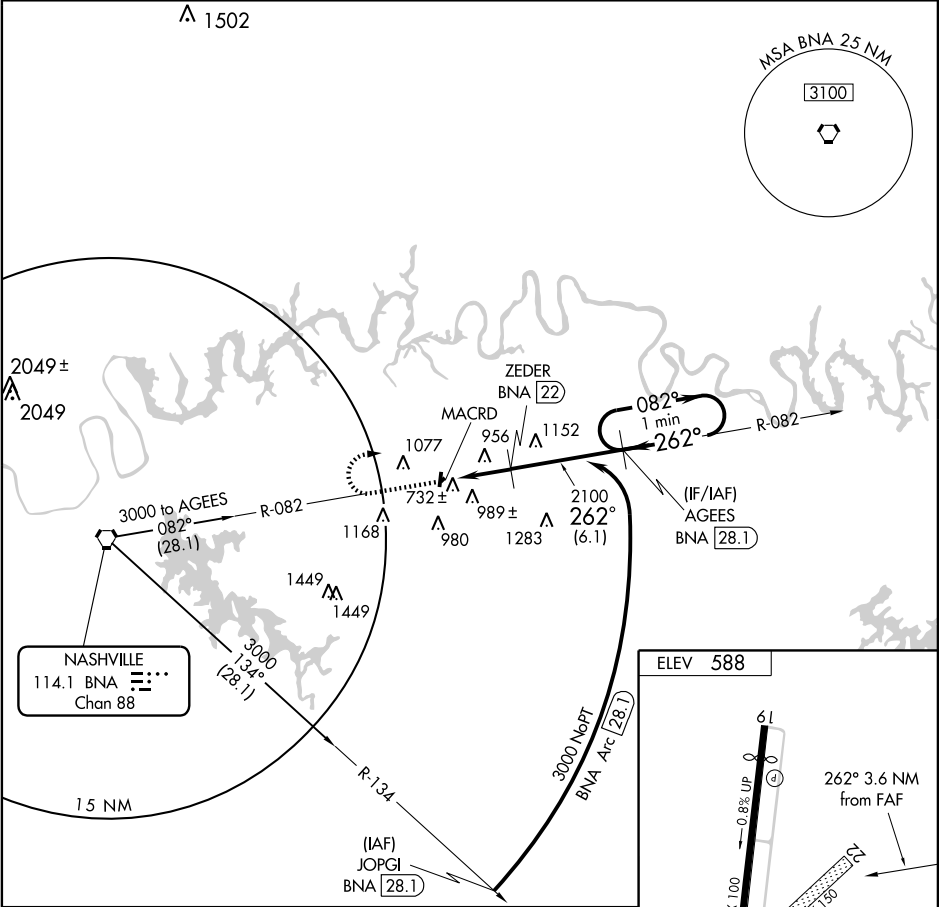 1502
MSA BNA 25 NM
3100
2049±
2049
ZEDER
BNA 22
MACRD
1077
956
1152
082°
1 min
262°
R-082
3000 to AGEES
082°
(28.1)
R-082
732±
989±
1168
980
1283
2100
262°
(6.1)
(IF/IAF)
AGEES
BNA 28.1
1449
1449
NASHVILLE
114.1 BNA
Chan 88
3000
134°
(28.1)
3000 NoPT
BNA Arc 28.1
R-134
15 NM
(IAF)
JOPGI
BNA 28.1
ELEV 588
19
P
0.8% UP
262° 3.6 NM
from FAF
22
X 100
150